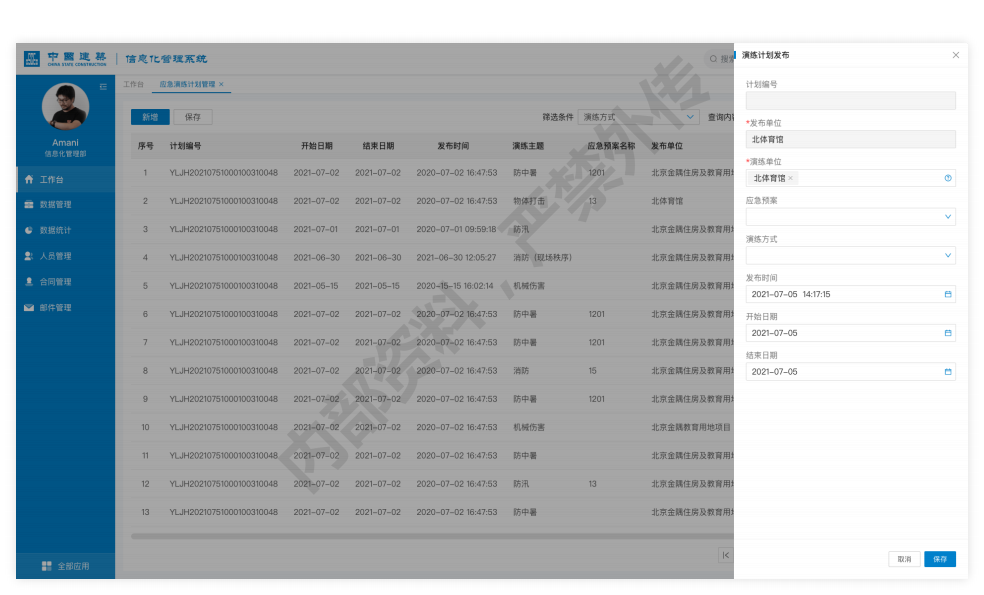 中國建築
CHINA STATE CONSTRUCTION
信息化管理系统
Amani
信息化管理部
工作台
数据管理
数据统计
人员管理
合同管理
邮件管理
全部应用
工作台 应急演练计划管理 ×
新增 保存 筛选条件 演练方式 查询内
序号 计划编号 开始日期 结束日期 发布时间 演练主题 应急预案名称 发布单位
1 YLJH20210751000100310048 2021-07-02 2021-07-02 2020-07-02 16:47:53 防中暑 1201 北京金隅住房及教育用
2 YLJH20210751000100310048 2021-07-02 2021-07-02 2020-07-02 16:47:53 物体打击 13 北体育馆
3 YLJH20210751000100310048 2021-07-01 2021-07-01 2020-07-01 09:59:18 防汛 北京金隅住房及教育用
4 YLJH20210751000100310048 2021-06-30 2021-06-30 2021-06-30 12:05:27 消防（现场秩序） 北京金隅住房及教育用
5 YLJH20210751000100310048 2021-05-15 2021-05-15 2020-15-15 16:02:14 机械伤害 北京金隅住房及教育用
6 YLJH20210751000100310048 2021-07-02 2021-07-02 2020-07-02 16:47:53 防中暑 1201 北京金隅住房及教育用
7 YLJH20210751000100310048 2021-07-02 2021-07-02 2020-07-02 16:47:53 防中暑 1201 北京金隅住房及教育用
8 YLJH20210751000100310048 2021-07-02 2021-07-02 2020-07-02 16:47:53 消防 15 北京金隅住房及教育用
9 YLJH20210751000100310048 2021-07-02 2021-07-02 2020-07-02 16:47:53 防中暑 1201 北京金隅住房及教育用
10 YLJH20210751000100310048 2021-07-02 2021-07-02 2020-07-02 16:47:53 机械伤害 北京金隅教育用地项目
11 YLJH20210751000100310048 2021-07-02 2021-07-02 2020-07-02 16:47:53 防中暑 北京金隅住房及教育用
12 YLJH20210751000100310048 2021-07-02 2021-07-02 2020-07-02 16:47:53 防汛 13 北京金隅住房及教育用
13 YLJH20210751000100310048 2021-07-02 2021-07-02 2020-07-02 16:47:53 防中暑 北京金隅住房及教育用
内部资料，严禁外传
演练计划发布
计划编号
*发布单位
北体育馆
*演练单位
北体育馆 ×
应急预案
演练方式
发布时间
2021-07-05 14:17:15
开始日期
2021-07-05
结束日期
2021-07-05
取消 保存